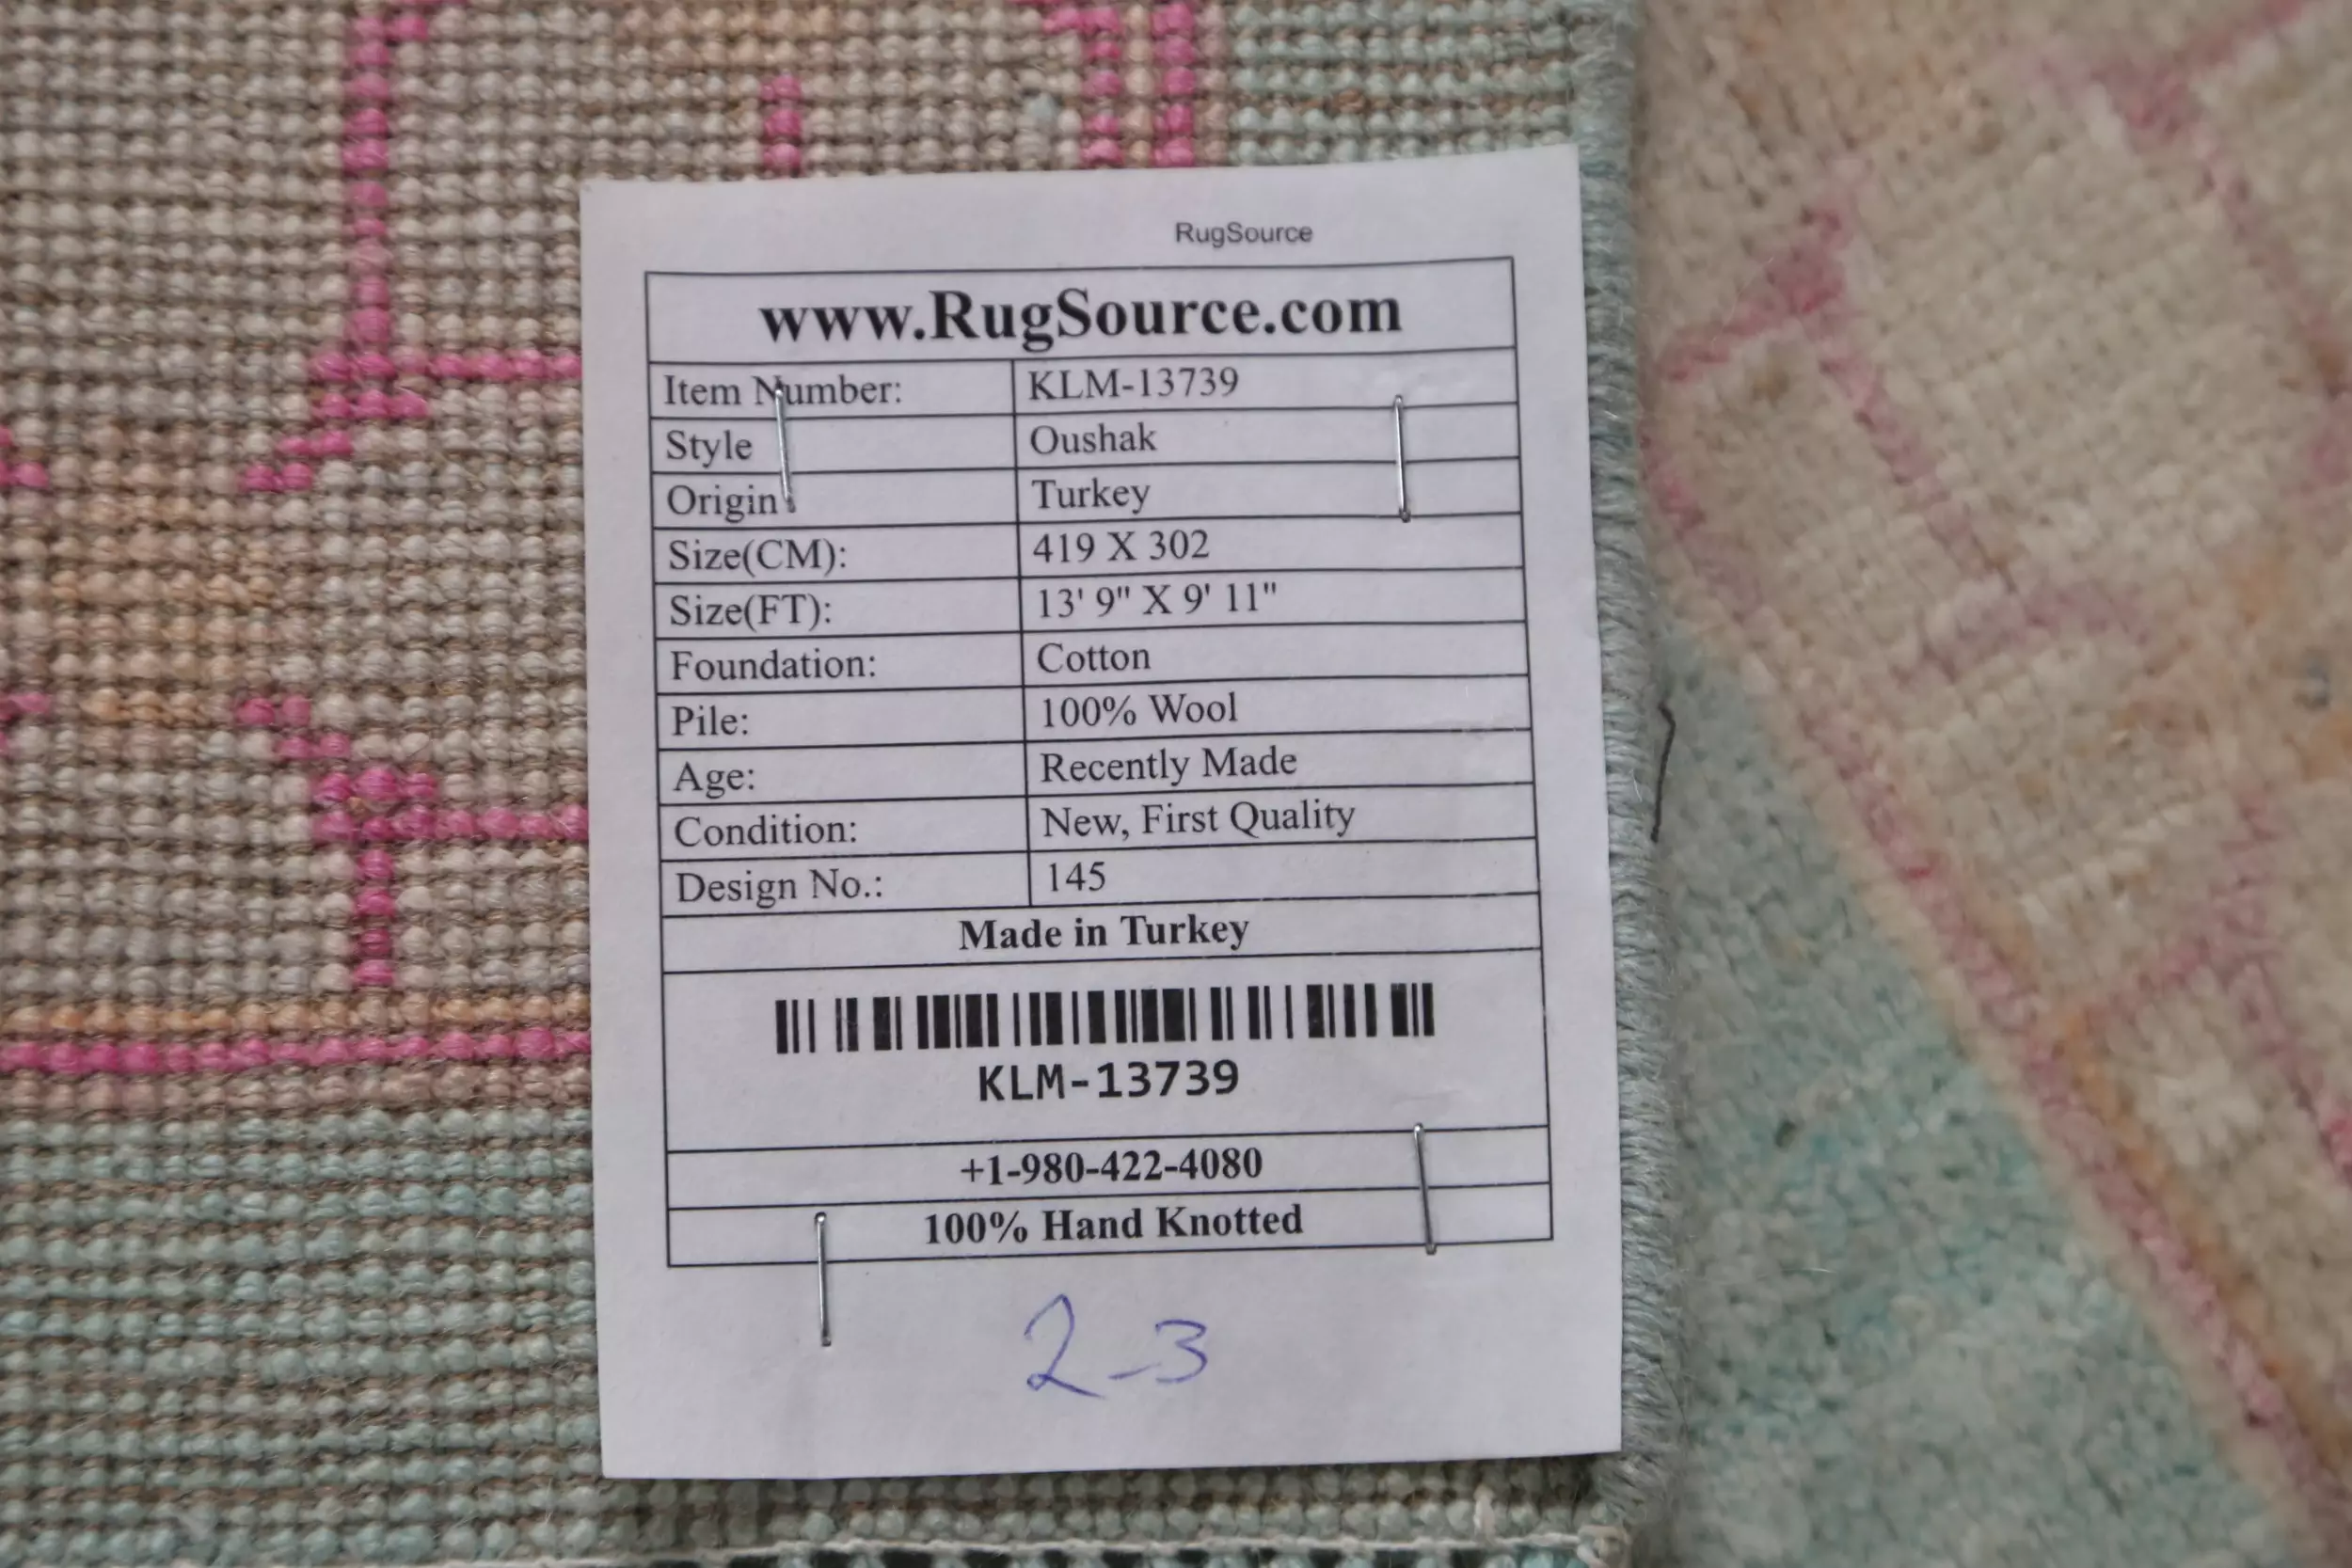 RugSource
www.RugSource.com
Item Number: KLM-13739
Style Oushak
Origin Turkey
Size(CM): 419 X 302
Size(FT): 13' 9" X 9' 11"
Foundation: Cotton
Pile: 100% Wool
Age: Recently Made
Condition: New, First Quality
Design No.: 145
Made in Turkey
KLM-13739
+1-980-422-4080
100% Hand Knotted
2-3